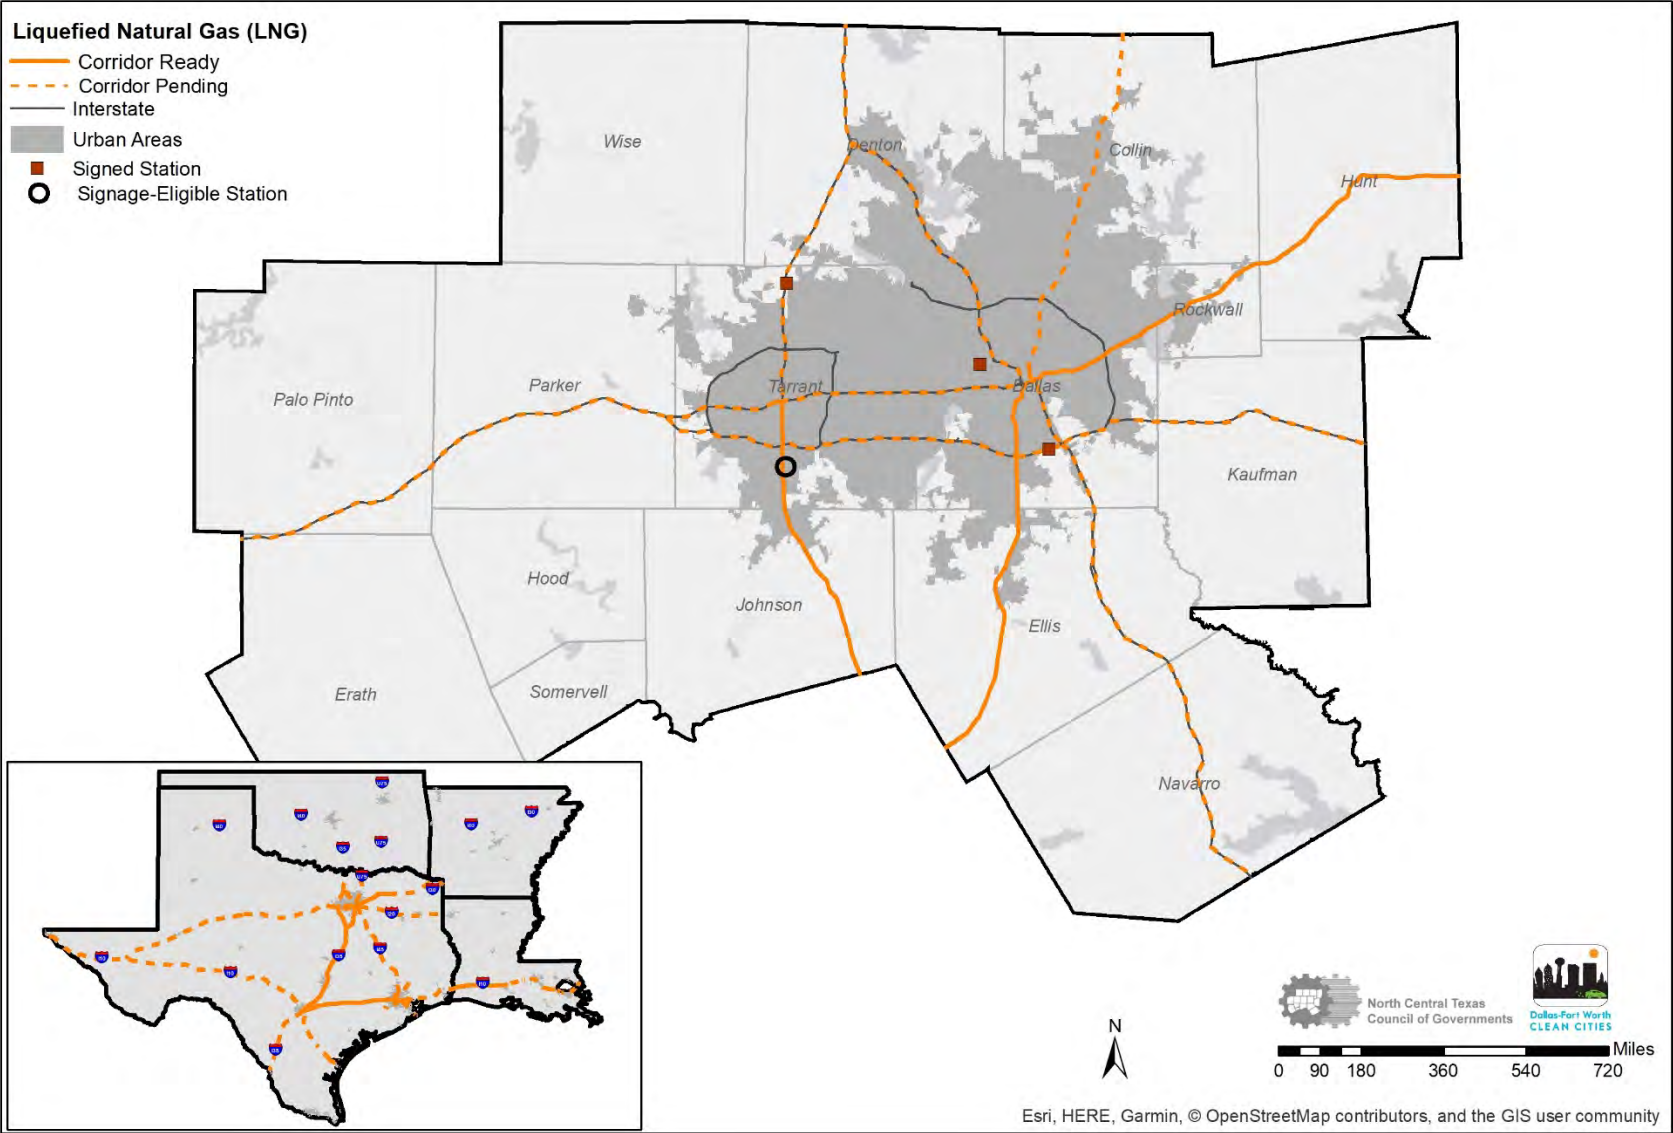 Liquefied Natural Gas (LNG)
Corridor Ready
Corridor Pending
Interstate
Urban Areas
Signed Station
Signage-Eligible Station
Wise
Denton
Collin
Hunt
Rockwall
Palo Pinto
Parker
Tarrant
Dallas
Kaufman
Hood
Johnson
Ellis
Erath
Somervell
Navarro
North Central Texas
Council of Governments
Dallas-Fort Worth
CLEAN CITIES
N
Miles
0 90 180 360 540 720
Esri, HERE, Garmin, © OpenStreetMap contributors, and the GIS user community